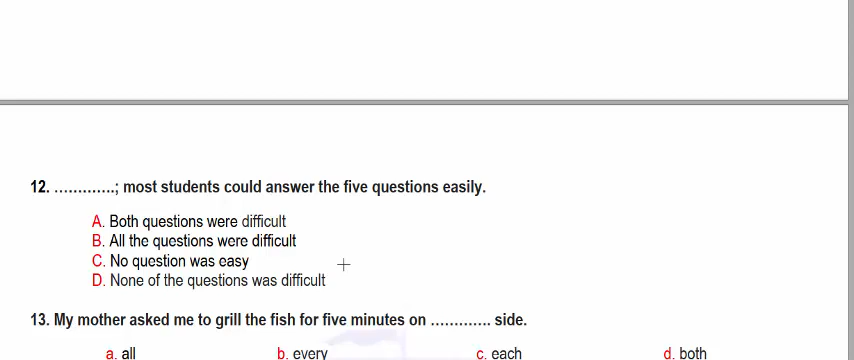 12. .............; most students could answer the five questions easily.
A. Both questions were difficult
B. All the questions were difficult
C. No question was easy
D. None of the questions was difficult
13. My mother asked me to grill the fish for five minutes on ............. side.
a. all b. every c. each d. both